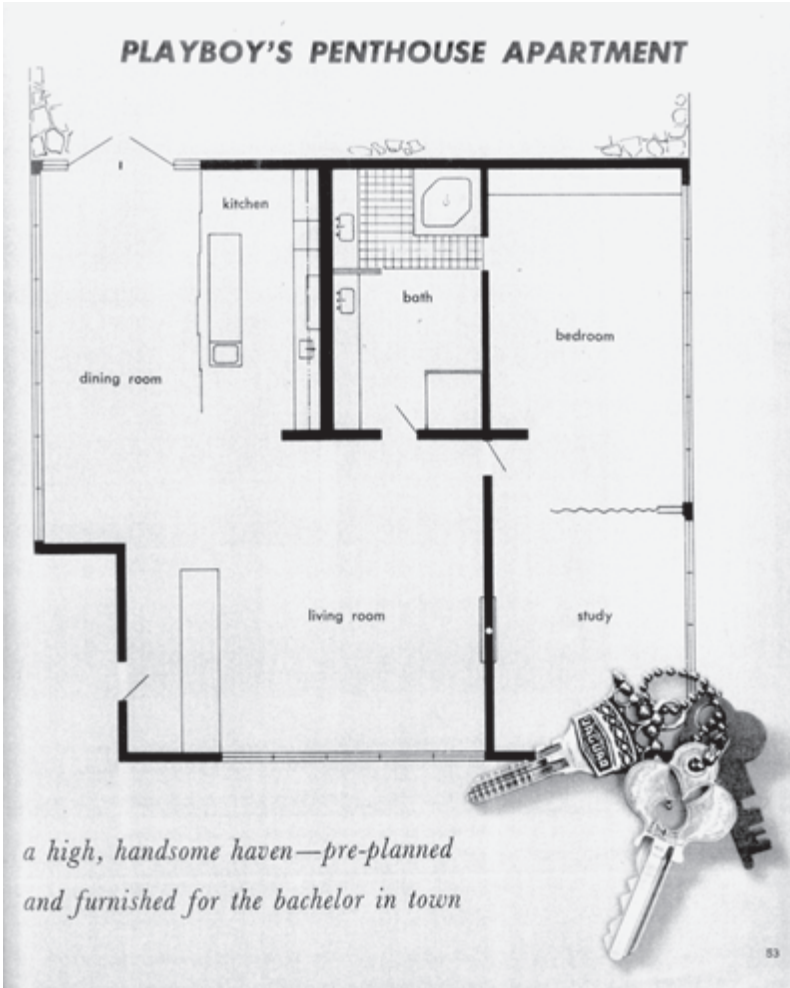 PLAYBOY'S PENTHOUSE APARTMENT
kitchen
bath
bedroom
dining room
living room
study
JAGUAR
a high, handsome haven—pre-planned
and furnished for the bachelor in town
53